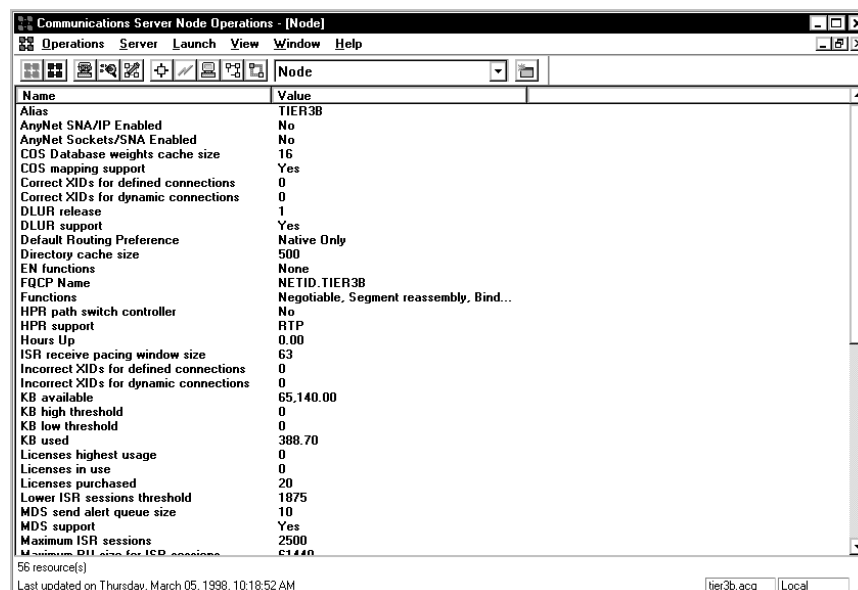 Communications Server Node Operations - [Node]
Operations Server Launch View Window Help
Node
Name Value
Alias TIER3B
AnyNet SNA/IP Enabled No
AnyNet Sockets/SNA Enabled No
COS Database weights cache size 16
COS mapping support Yes
Correct XIDs for defined connections 0
Correct XIDs for dynamic connections 0
DLUR release 1
DLUR support Yes
Default Routing Preference Native Only
Directory cache size 500
EN functions None
FQCP Name NETID.TIER3B
Functions Negotiable, Segment reassembly, Bind...
HPR path switch controller No
HPR support RTP
Hours Up 0.00
ISR receive pacing window size 63
Incorrect XIDs for defined connections 0
Incorrect XIDs for dynamic connections 0
KB available 65,140.00
KB high threshold 0
KB low threshold 0
KB used 388.70
Licenses highest usage 0
Licenses in use 0
Licenses purchased 20
Lower ISR sessions threshold 1875
MDS send alert queue size 10
MDS support Yes
Maximum ISR sessions 2500
Maximum RU size for ISR sessions 61440
56 resource(s)
Last updated on Thursday, March 05, 1998, 10:18:52 AM tier3b.acg Local